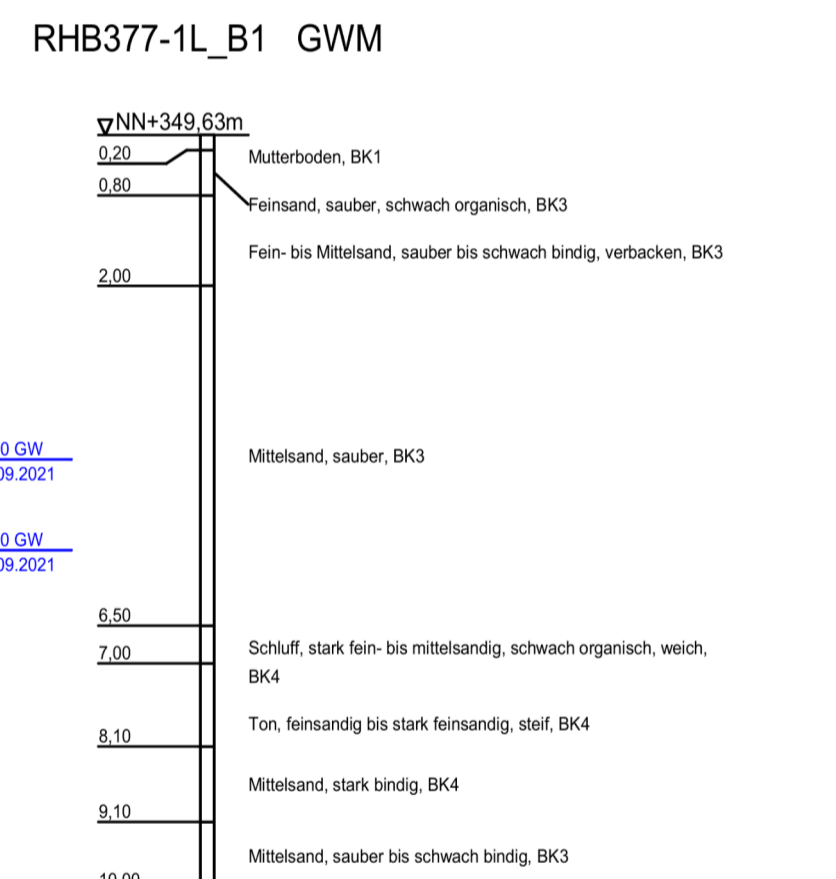 RHB377-1L_B1 GWM
NN+349,63m
0,20
Mutterboden, BK1
0,80
Feinsand, sauber, schwach organisch, BK3
Fein- bis Mittelsand, sauber bis schwach bindig, verbacken, BK3
2,00
0 GW
09.2021
Mittelsand, sauber, BK3
0 GW
09.2021
6,50
Schluff, stark fein- bis mittelsandig, schwach organisch, weich,
BK4
7,00
Ton, feinsandig bis stark feinsandig, steif, BK4
8,10
Mittelsand, stark bindig, BK4
9,10
Mittelsand, sauber bis schwach bindig, BK3
10,00